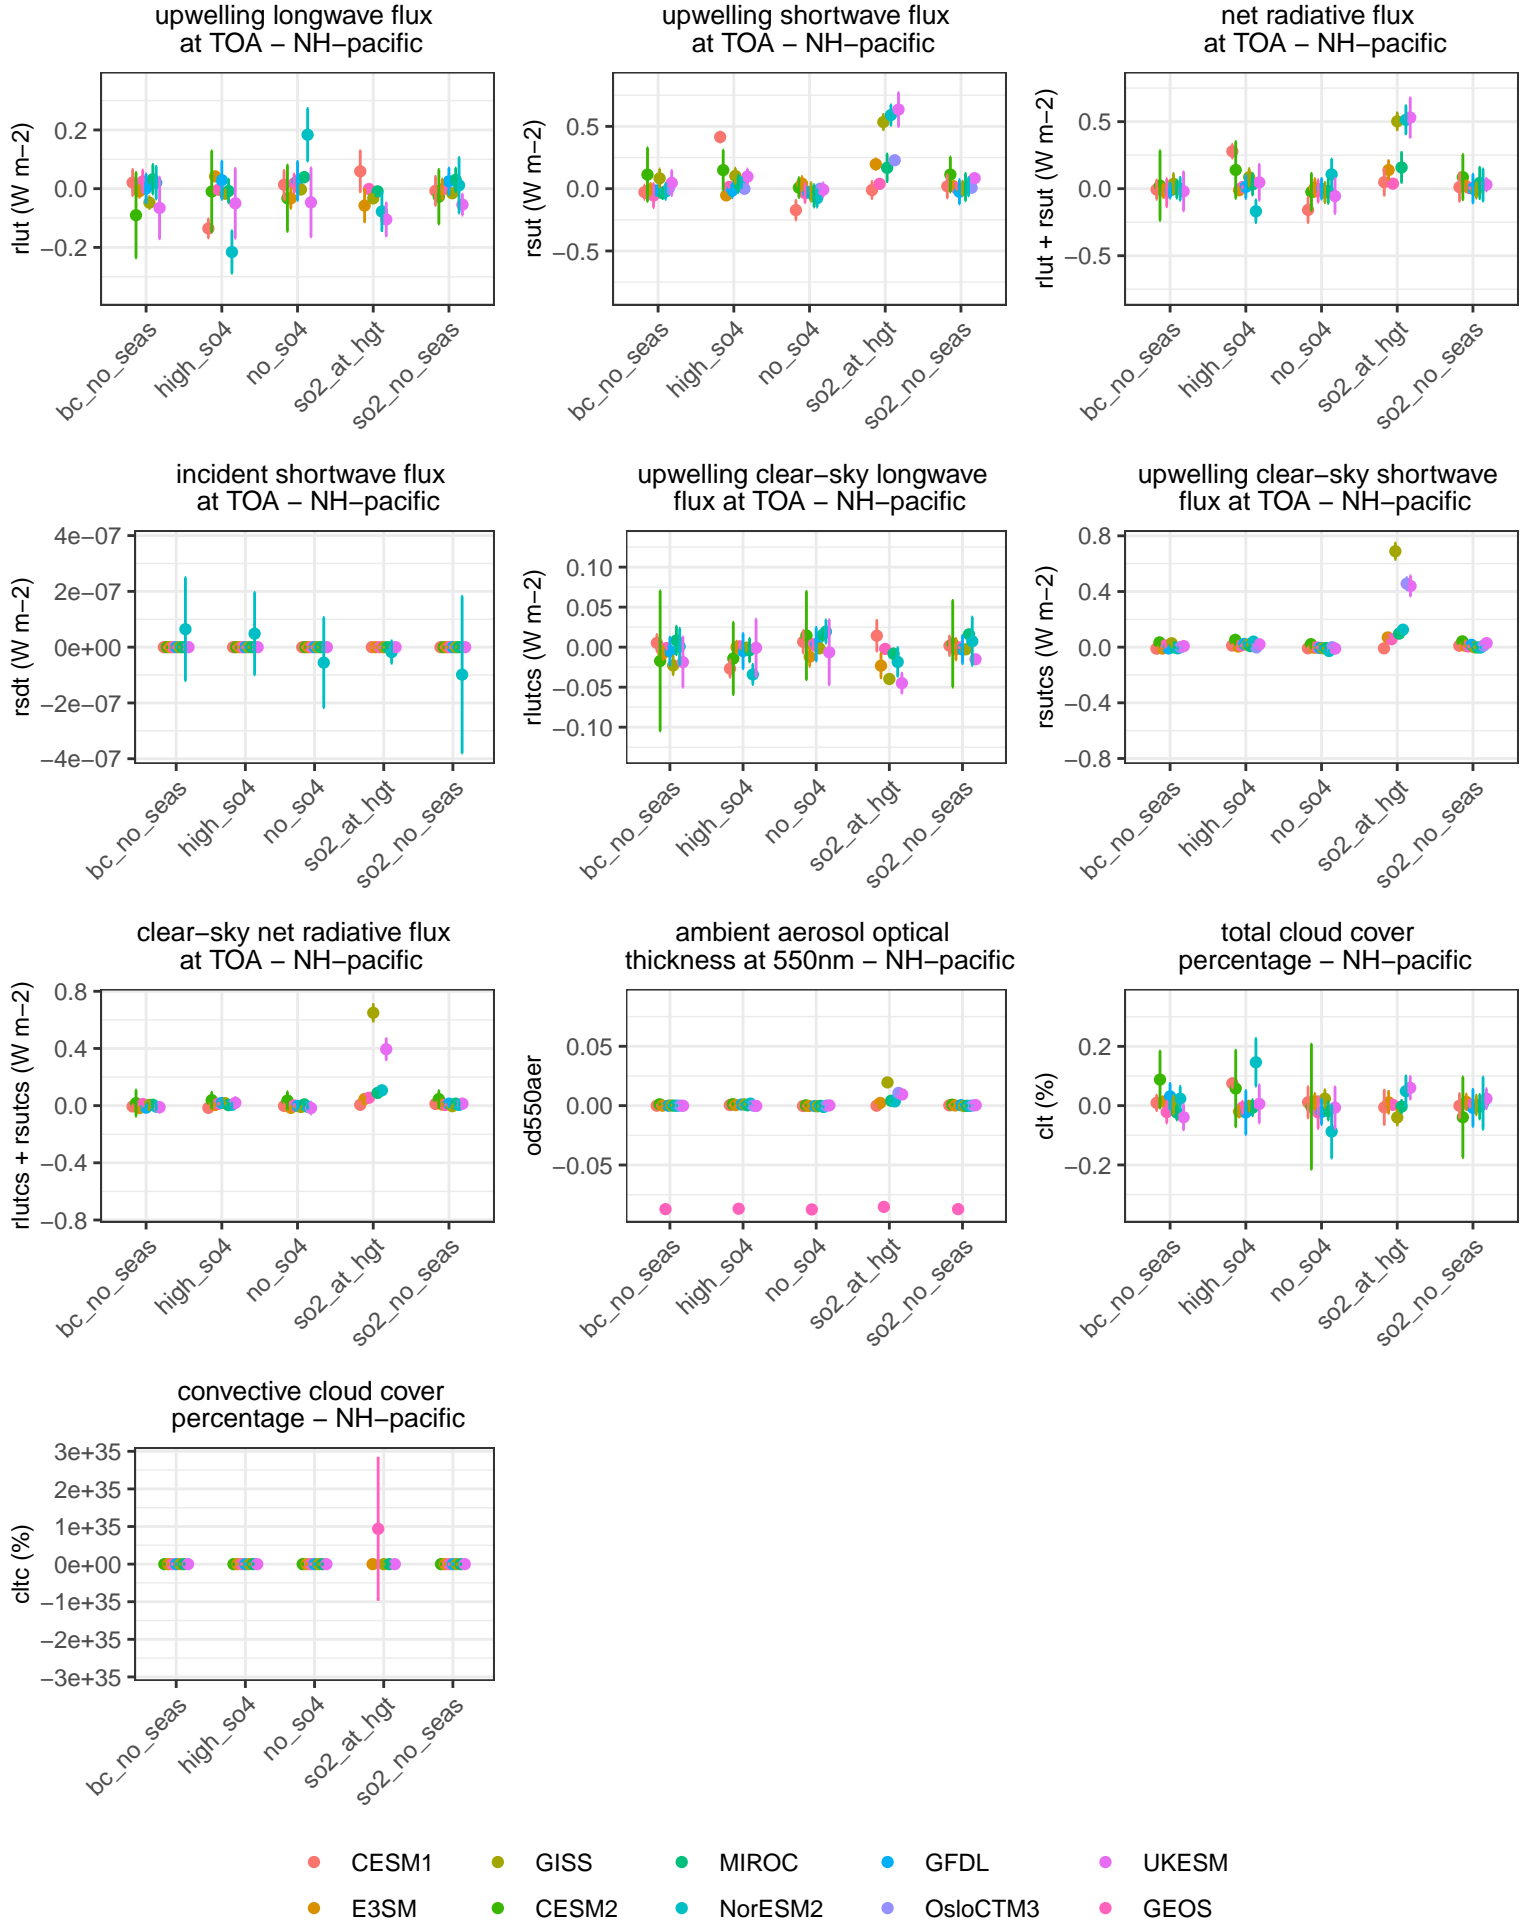 upwelling longwave flux
at TOA − NH−pacific
rlut (W m−2)
0.2
0.0
−0.2
bc_no_seas
high_so4
no_so4
so2_at_hgt
so2_no_seas
upwelling shortwave flux
at TOA − NH−pacific
rsut (W m−2)
0.5
0.0
−0.5
bc_no_seas
high_so4
no_so4
so2_at_hgt
so2_no_seas
net radiative flux
at TOA − NH−pacific
rlut + rsut (W m−2)
0.5
0.0
−0.5
bc_no_seas
high_so4
no_so4
so2_at_hgt
so2_no_seas
incident shortwave flux
at TOA − NH−pacific
rsdt (W m−2)
4e−07
2e−07
0e+00
−2e−07
−4e−07
bc_no_seas
high_so4
no_so4
so2_at_hgt
so2_no_seas
upwelling clear−sky longwave
flux at TOA − NH−pacific
rlutcs (W m−2)
0.10
0.05
0.00
−0.05
−0.10
bc_no_seas
high_so4
no_so4
so2_at_hgt
so2_no_seas
upwelling clear−sky shortwave
flux at TOA − NH−pacific
rsutcs (W m−2)
0.8
0.4
0.0
−0.4
−0.8
bc_no_seas
high_so4
no_so4
so2_at_hgt
so2_no_seas
clear−sky net radiative flux
at TOA − NH−pacific
rlutcs + rsutcs (W m−2)
0.8
0.4
0.0
−0.4
−0.8
bc_no_seas
high_so4
no_so4
so2_at_hgt
so2_no_seas
ambient aerosol optical
thickness at 550nm − NH−pacific
od550aer
0.05
0.00
−0.05
bc_no_seas
high_so4
no_so4
so2_at_hgt
so2_no_seas
total cloud cover
percentage − NH−pacific
clt (%)
0.2
0.0
−0.2
bc_no_seas
high_so4
no_so4
so2_at_hgt
so2_no_seas
convective cloud cover
percentage − NH−pacific
cltc (%)
3e+35
2e+35
1e+35
0e+00
−1e+35
−2e+35
−3e+35
bc_no_seas
high_so4
no_so4
so2_at_hgt
so2_no_seas
CESM1 GISS MIROC GFDL UKESM
E3SM CESM2 NorESM2 OsloCTM3 GEOS